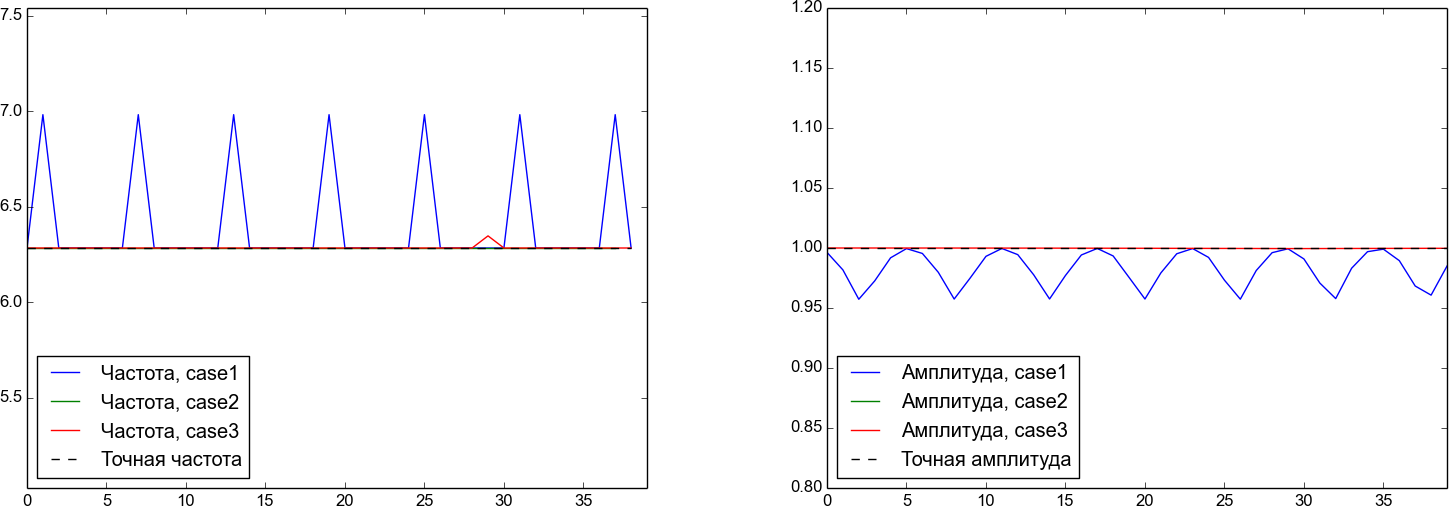 7.5
7.0
6.5
6.0
5.5
Частота, case1
Частота, case2
Частота, case3
Точная частота
0 5 10 15 20 25 30 35
1.20
1.15
1.10
1.05
1.00
0.95
0.90
0.85
0.80
Амплитуда, case1
Амплитуда, case2
Амплитуда, case3
Точная амплитуда
0 5 10 15 20 25 30 35